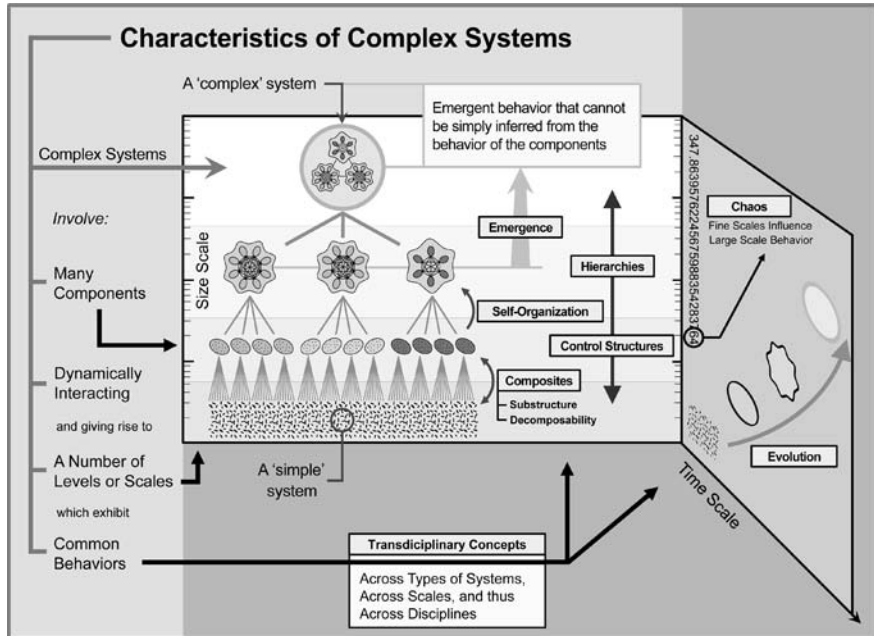 Characteristics of Complex Systems
A 'complex' system
Emergent behavior that cannot
be simply inferred from the
behavior of the components
Complex Systems
Involve:
Many
Components
Dynamically
Interacting
and giving rise to
A Number of
Levels or Scales
which exhibit
Common
Behaviors
Size Scale
Emergence
Hierarchies
Self-Organization
Control Structures
Composites
Substructure
Decomposability
A 'simple'
system
Transdiciplinary Concepts
Across Types of Systems,
Across Scales, and thus
Across Disciplines
Chaos
Fine Scales Influence
Large Scale Behavior
Evolution
Time Scale